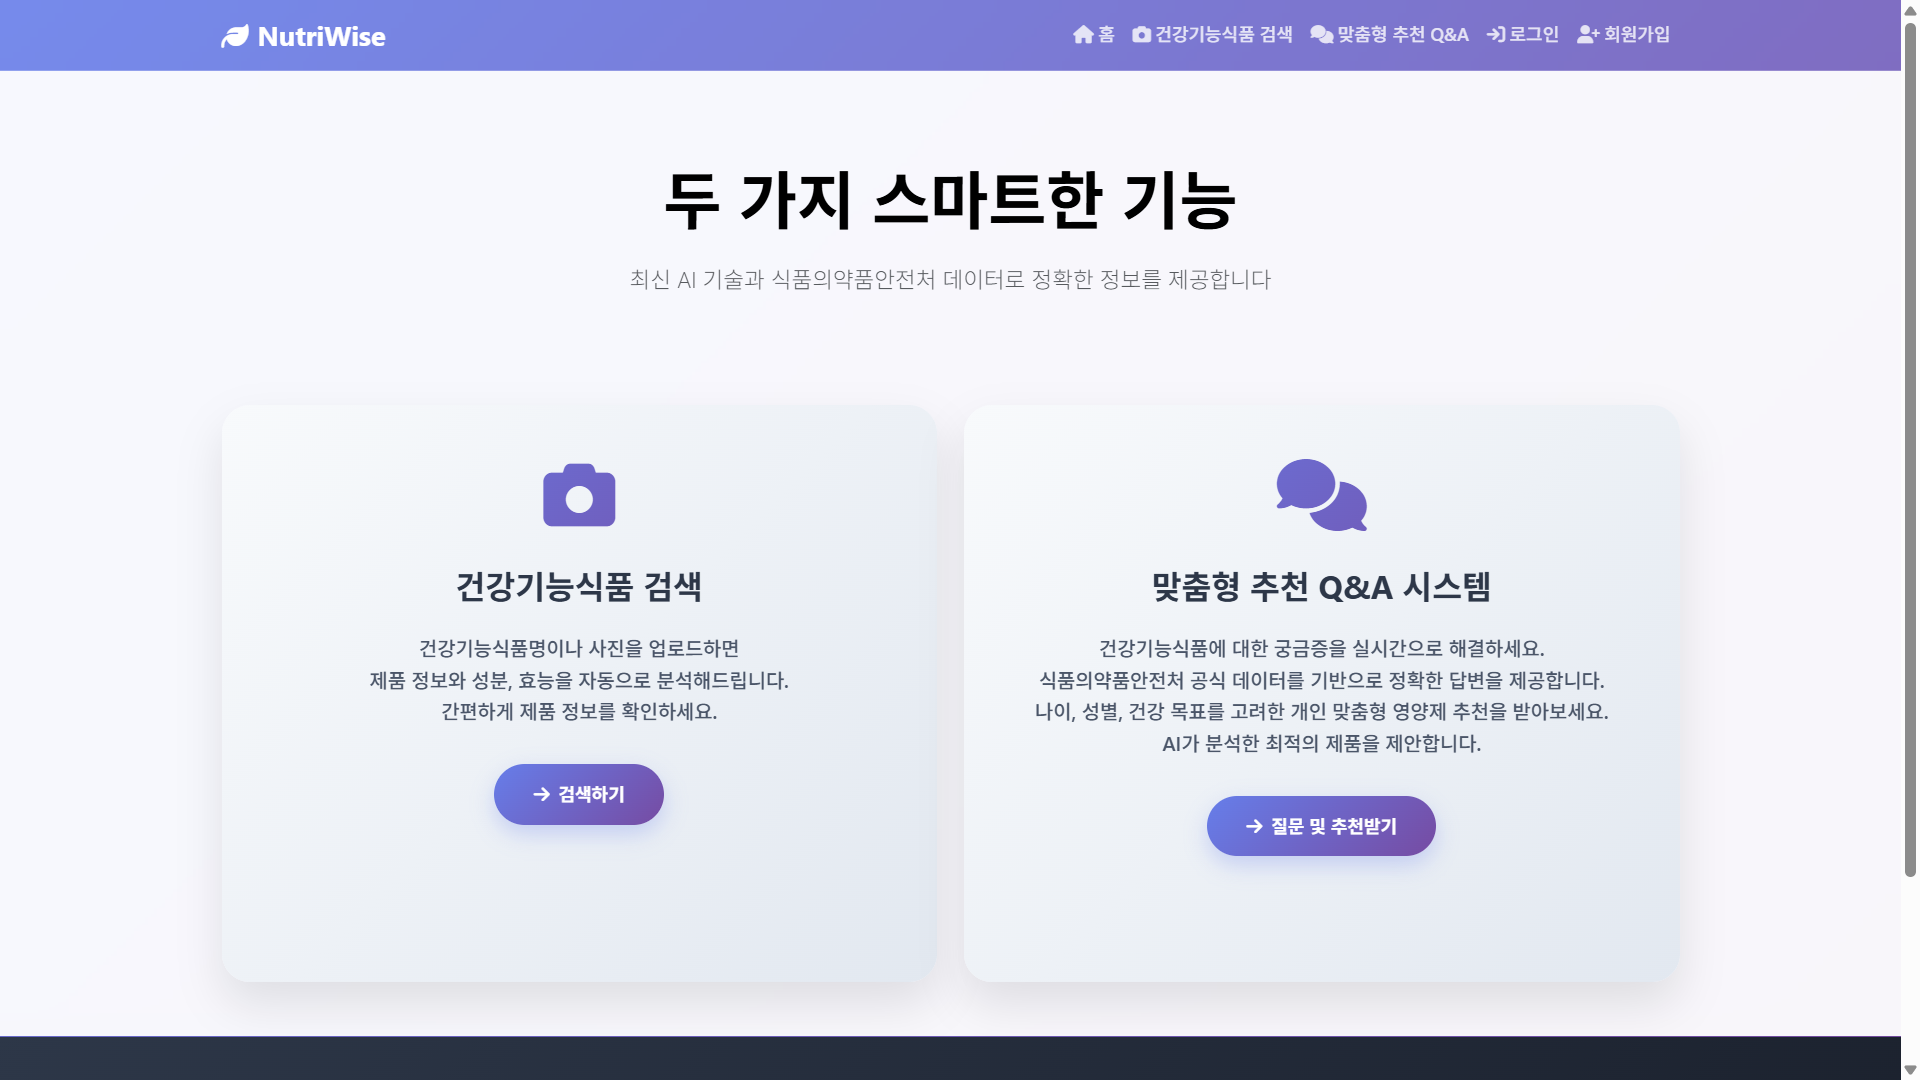 NutriWise
홈
건강기능식품 검색
맞춤형 추천 Q&A
로그인
회원가입
두 가지 스마트한 기능
최신 AI 기술과 식품의약품안전처 데이터로 정확한 정보를 제공합니다
건강기능식품 검색
건강기능식품명이나 사진을 업로드하면
제품 정보와 성분, 효능을 자동으로 분석해드립니다.
간편하게 제품 정보를 확인하세요.
검색하기
맞춤형 추천 Q&A 시스템
건강기능식품에 대한 궁금증을 실시간으로 해결하세요.
식품의약품안전처 공식 데이터를 기반으로 정확한 답변을 제공합니다.
나이, 성별, 건강 목표를 고려한 개인 맞춤형 영양제 추천을 받아보세요.
AI가 분석한 최적의 제품을 제안합니다.
질문 및 추천받기